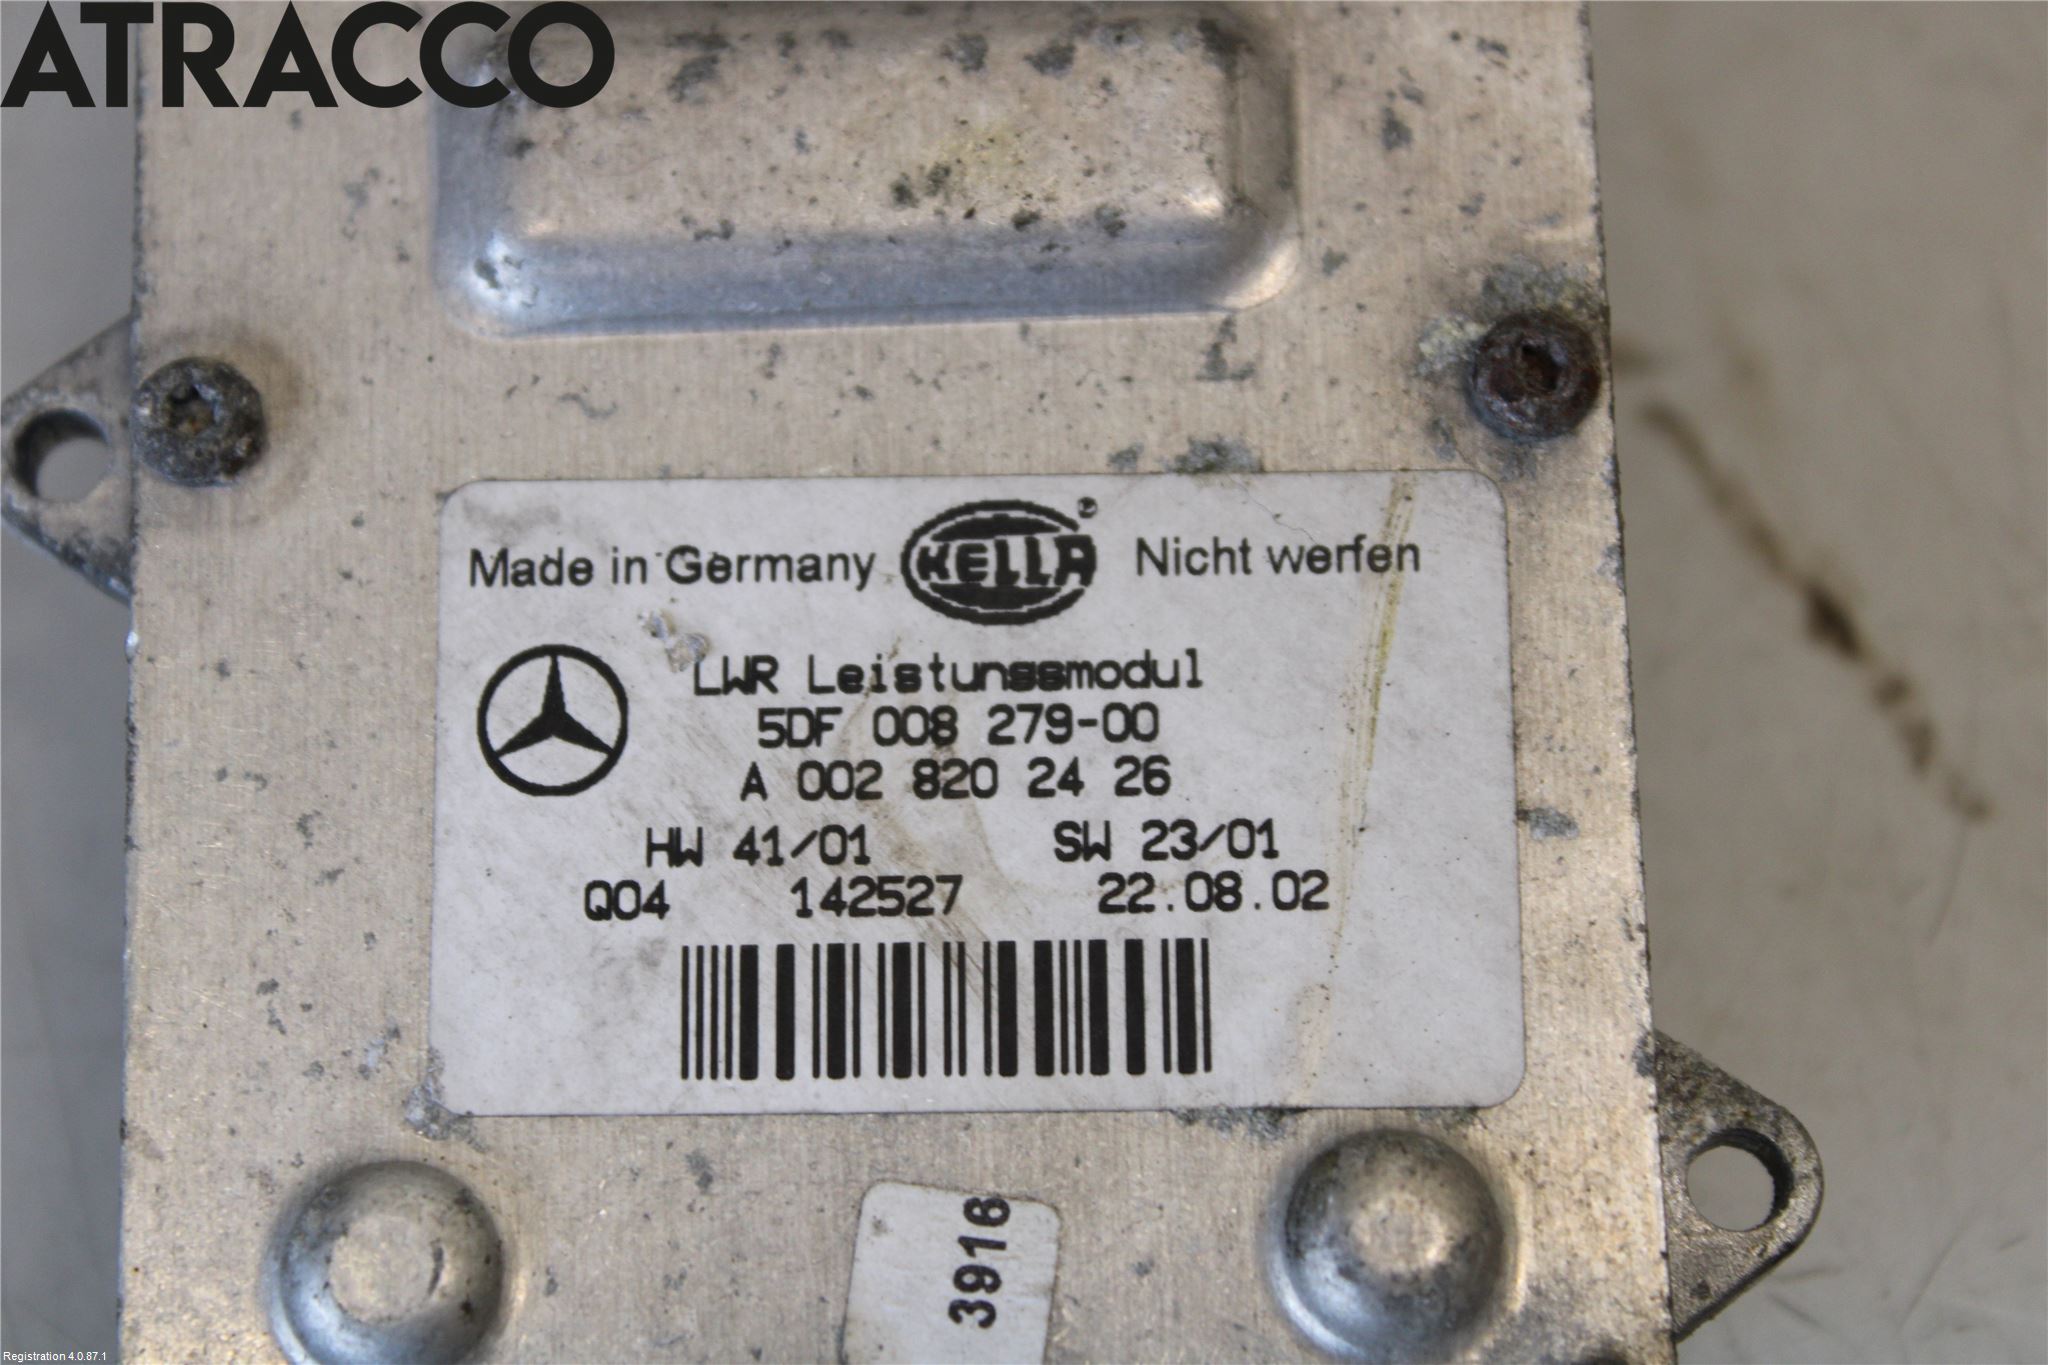 ATRACCO
Made in Germany HELLA Nicht werfen
LWR Leistungsmodul
5DF 008 279-00
A 002 820 24 26
HW 41/01 SW 23/01
Q04 142527 22.08.02
3916
Registration 4.0.87.1